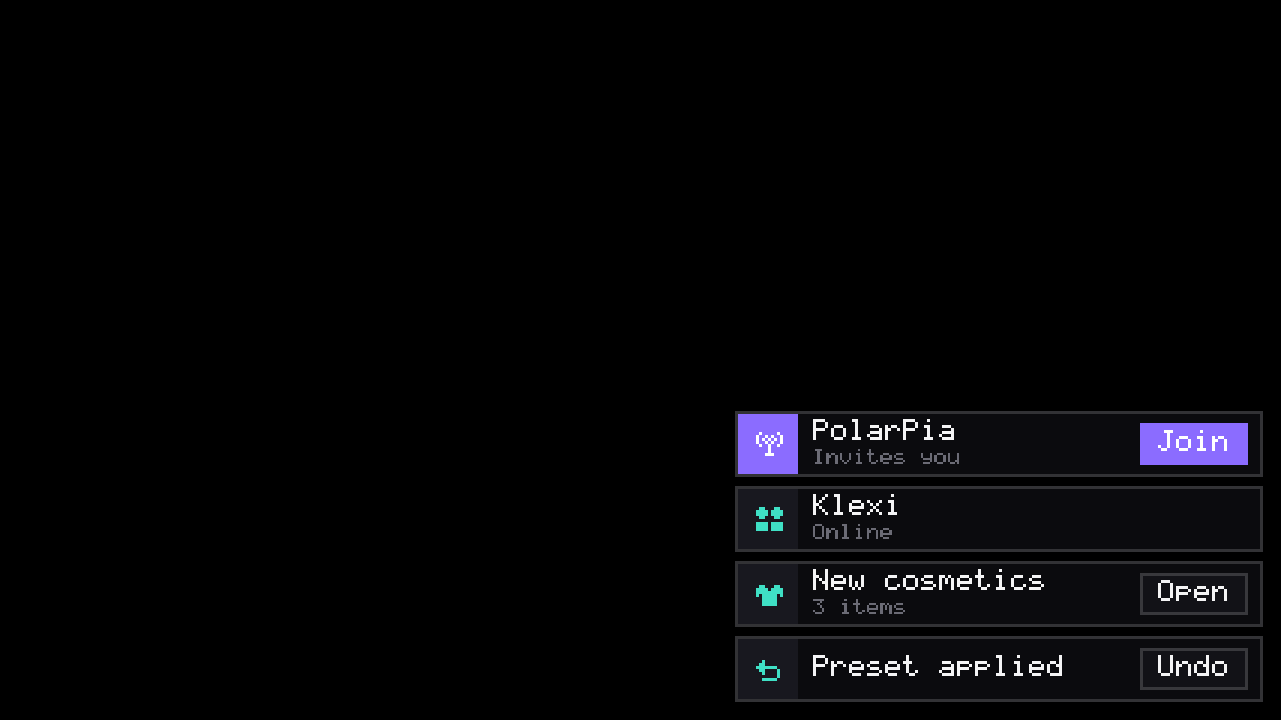 PolarPia
Invites you
Join
Klexi
Online
New cosmetics
3 items
Open
Preset applied
Undo